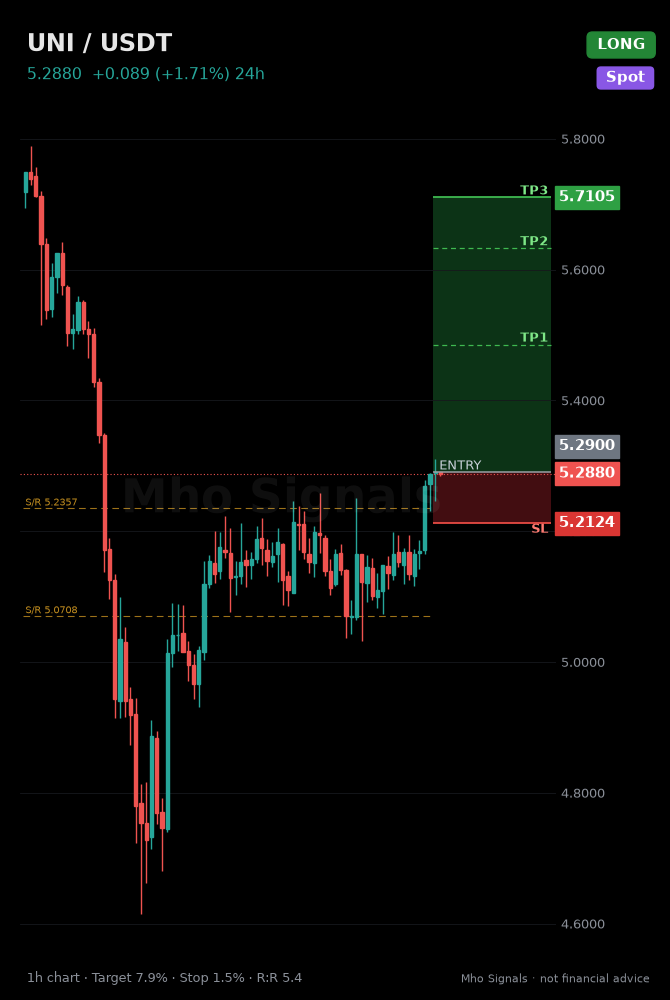 UNI / USDT
LONG
5.2880 +0.089 (+1.71%) 24h
Spot
5.8000
TP3
5.7105
TP2
5.6000
TP1
5.4000
5.2900
ENTRY
5.2880
Mho Signals
S/R 5.2357
5.2124
SL
S/R 5.0708
5.0000
4.8000
4.6000
1h chart · Target 7.9% · Stop 1.5% · R:R 5.4
Mho Signals · not financial advice